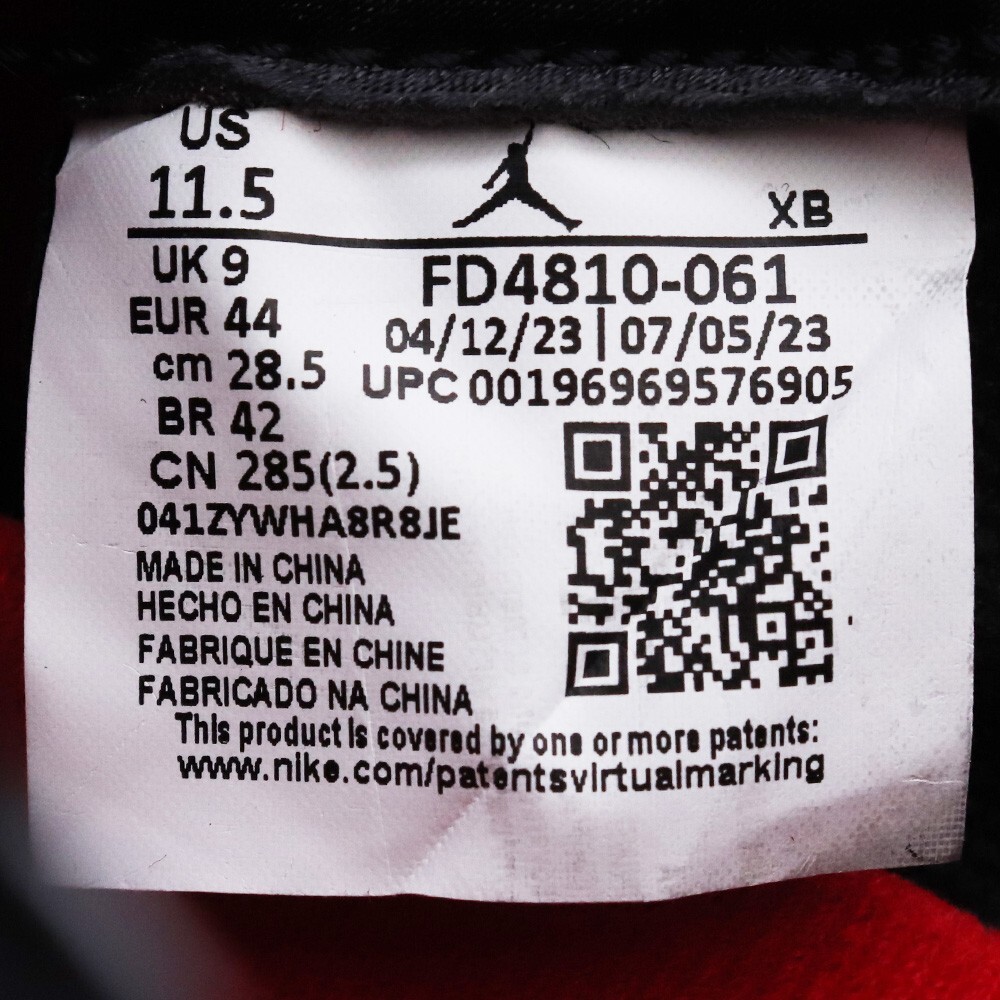 US
11.5
XB
UK 9
FD4810-061
EUR 44
04/12/23 | 07/05/23
cm 28.5
UPC 00196969576905
BR 42
CN 285(2.5)
041ZYWHA8R8JE
MADE IN CHINA
HECHO EN CHINA
FABRIQUE EN CHINE
FABRICADO NA CHINA
This product is covered by one or more patents:
www.nike.com/patentsvirtualmarking